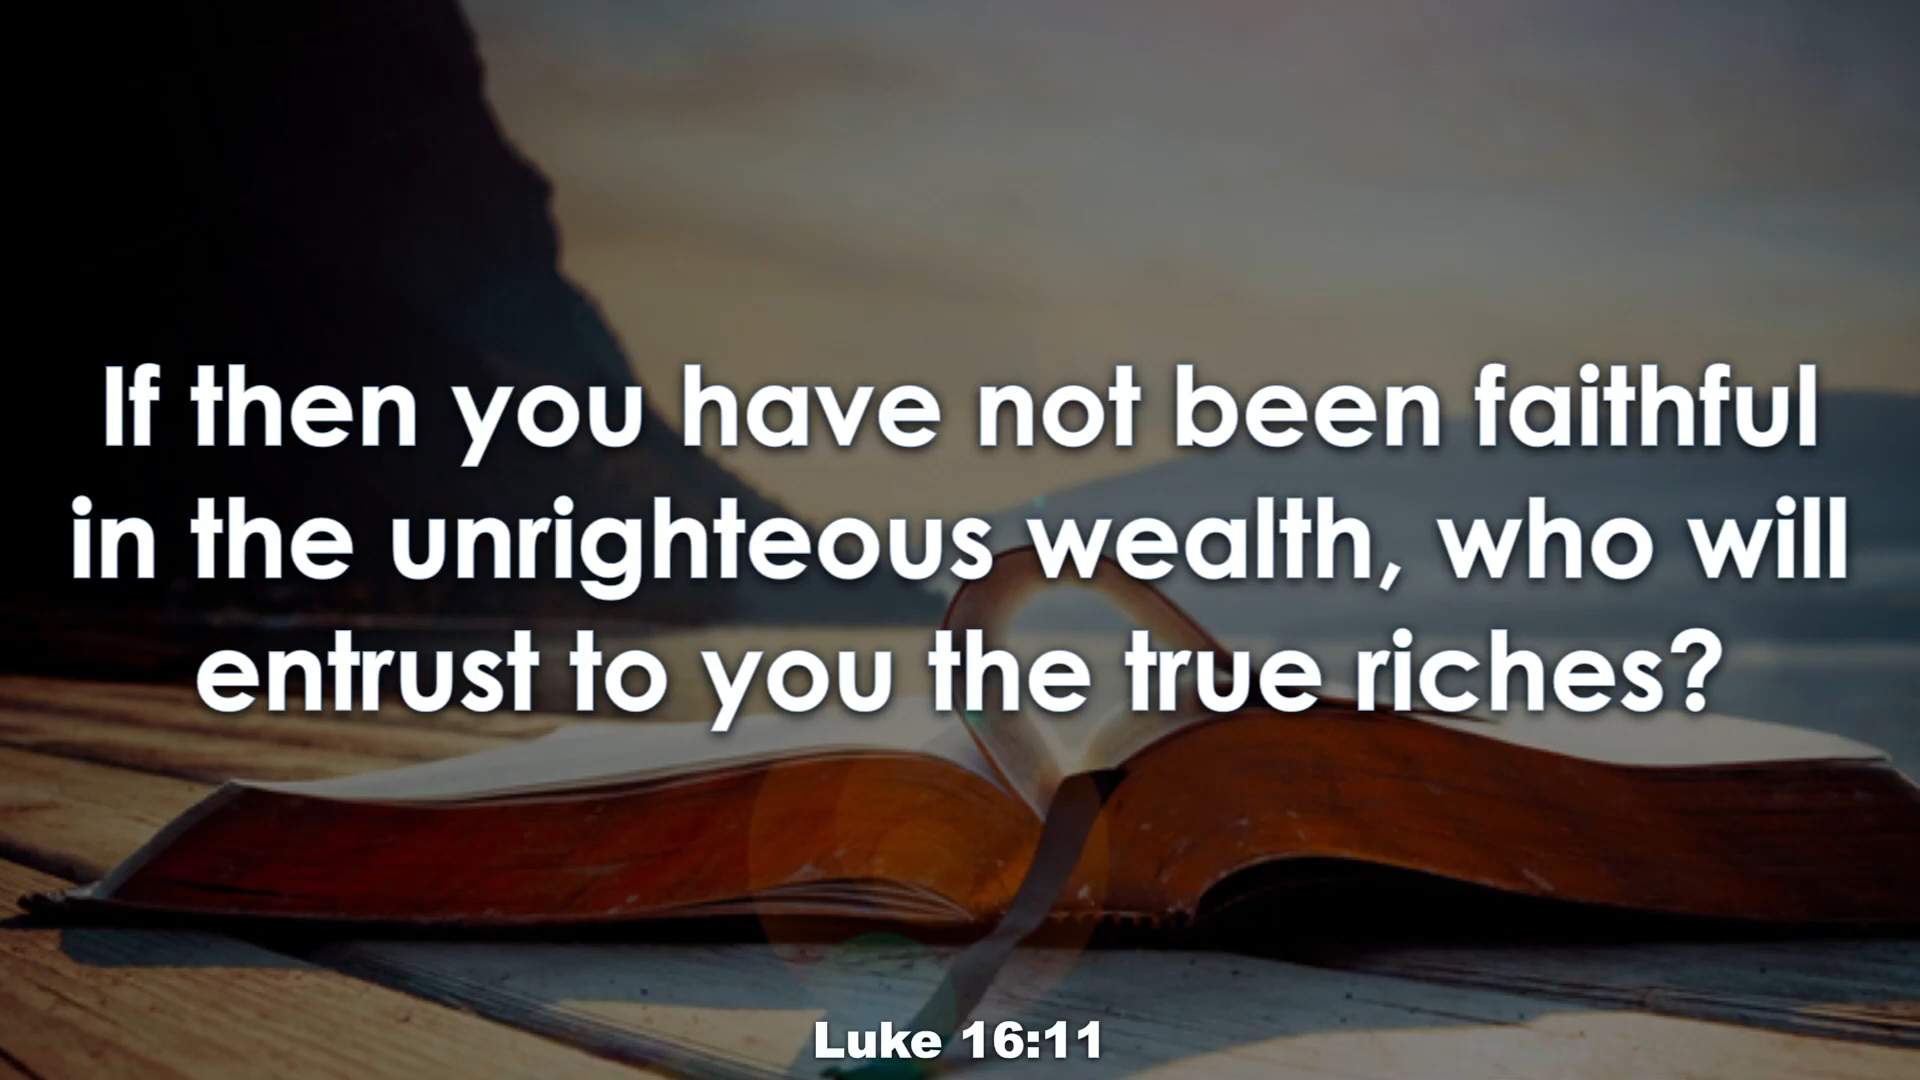 If then you have not been faithful
in the unrighteous wealth, who will
entrust to you the true riches?
Luke 16:11